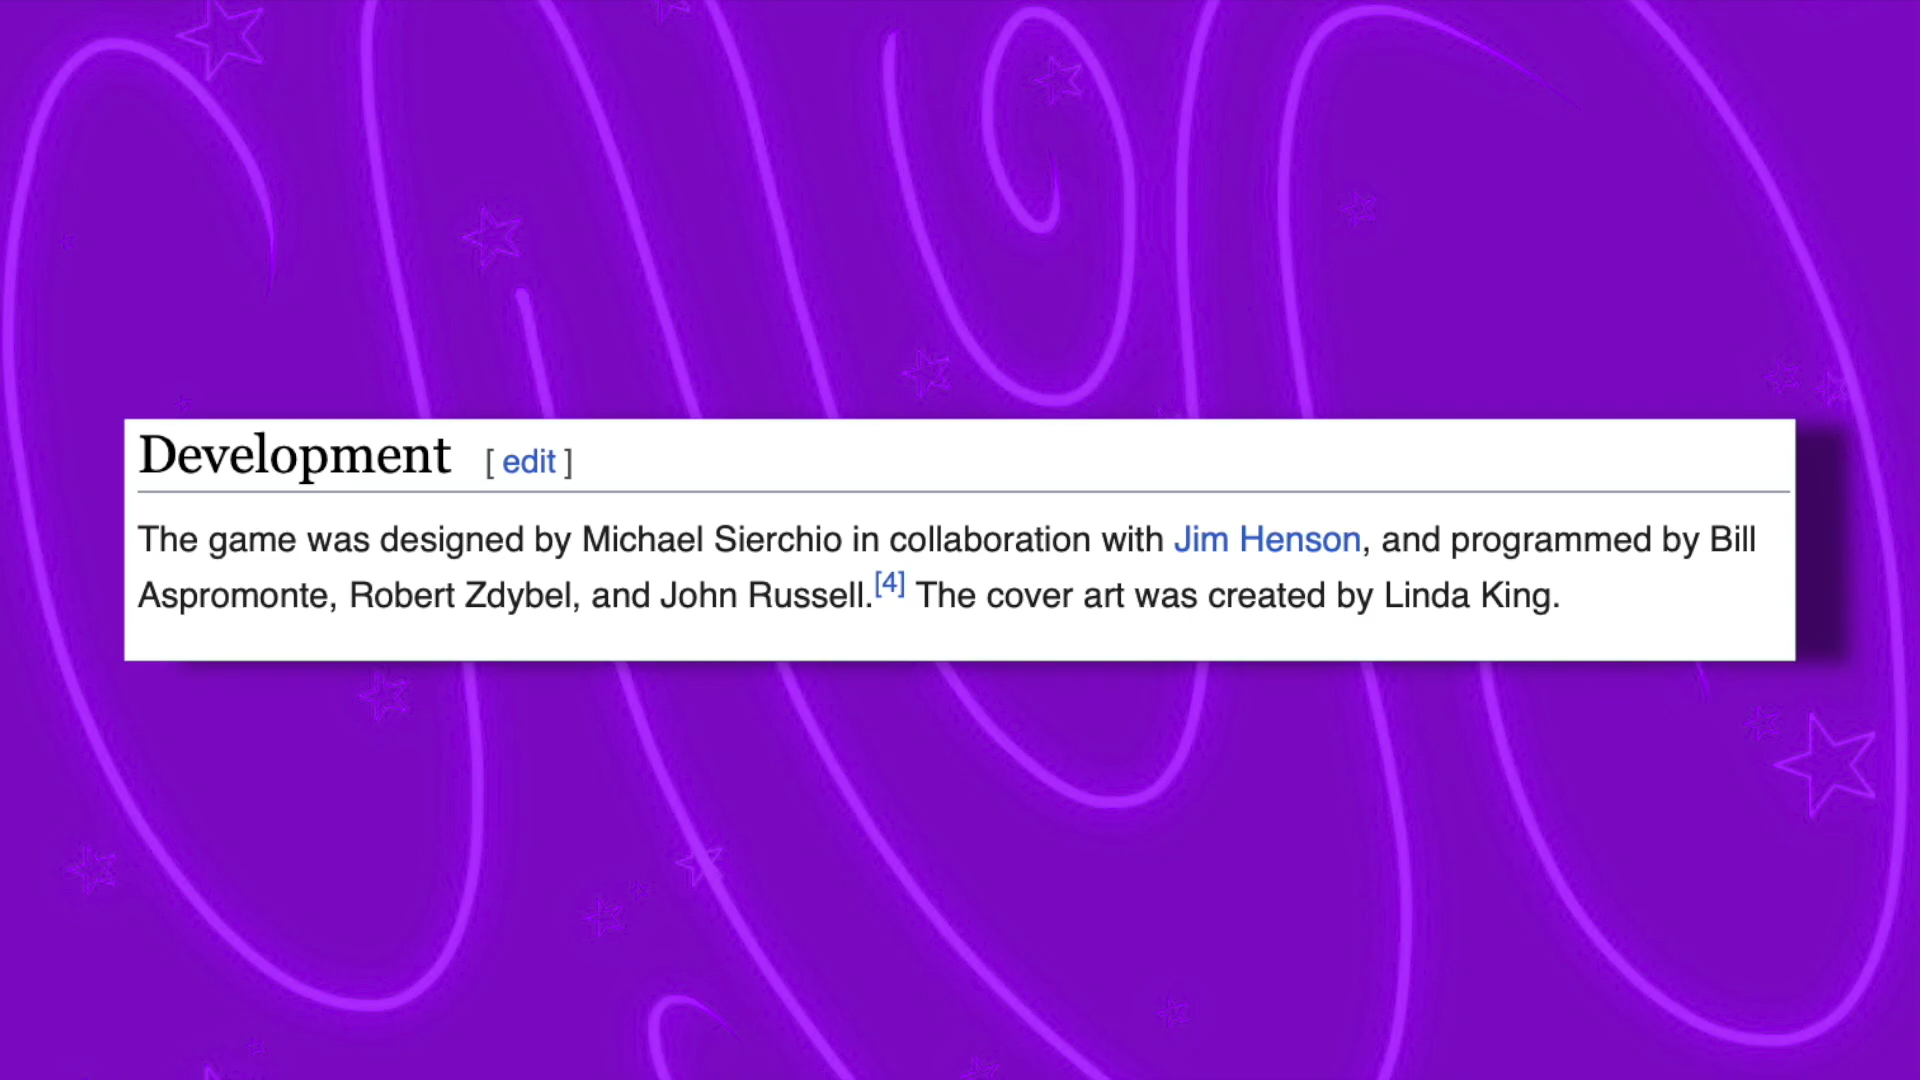 Development [ edit ]
The game was designed by Michael Sierchio in collaboration with Jim Henson, and programmed by Bill
Aspromonte, Robert Zdybel, and John Russell.[4] The cover art was created by Linda King.